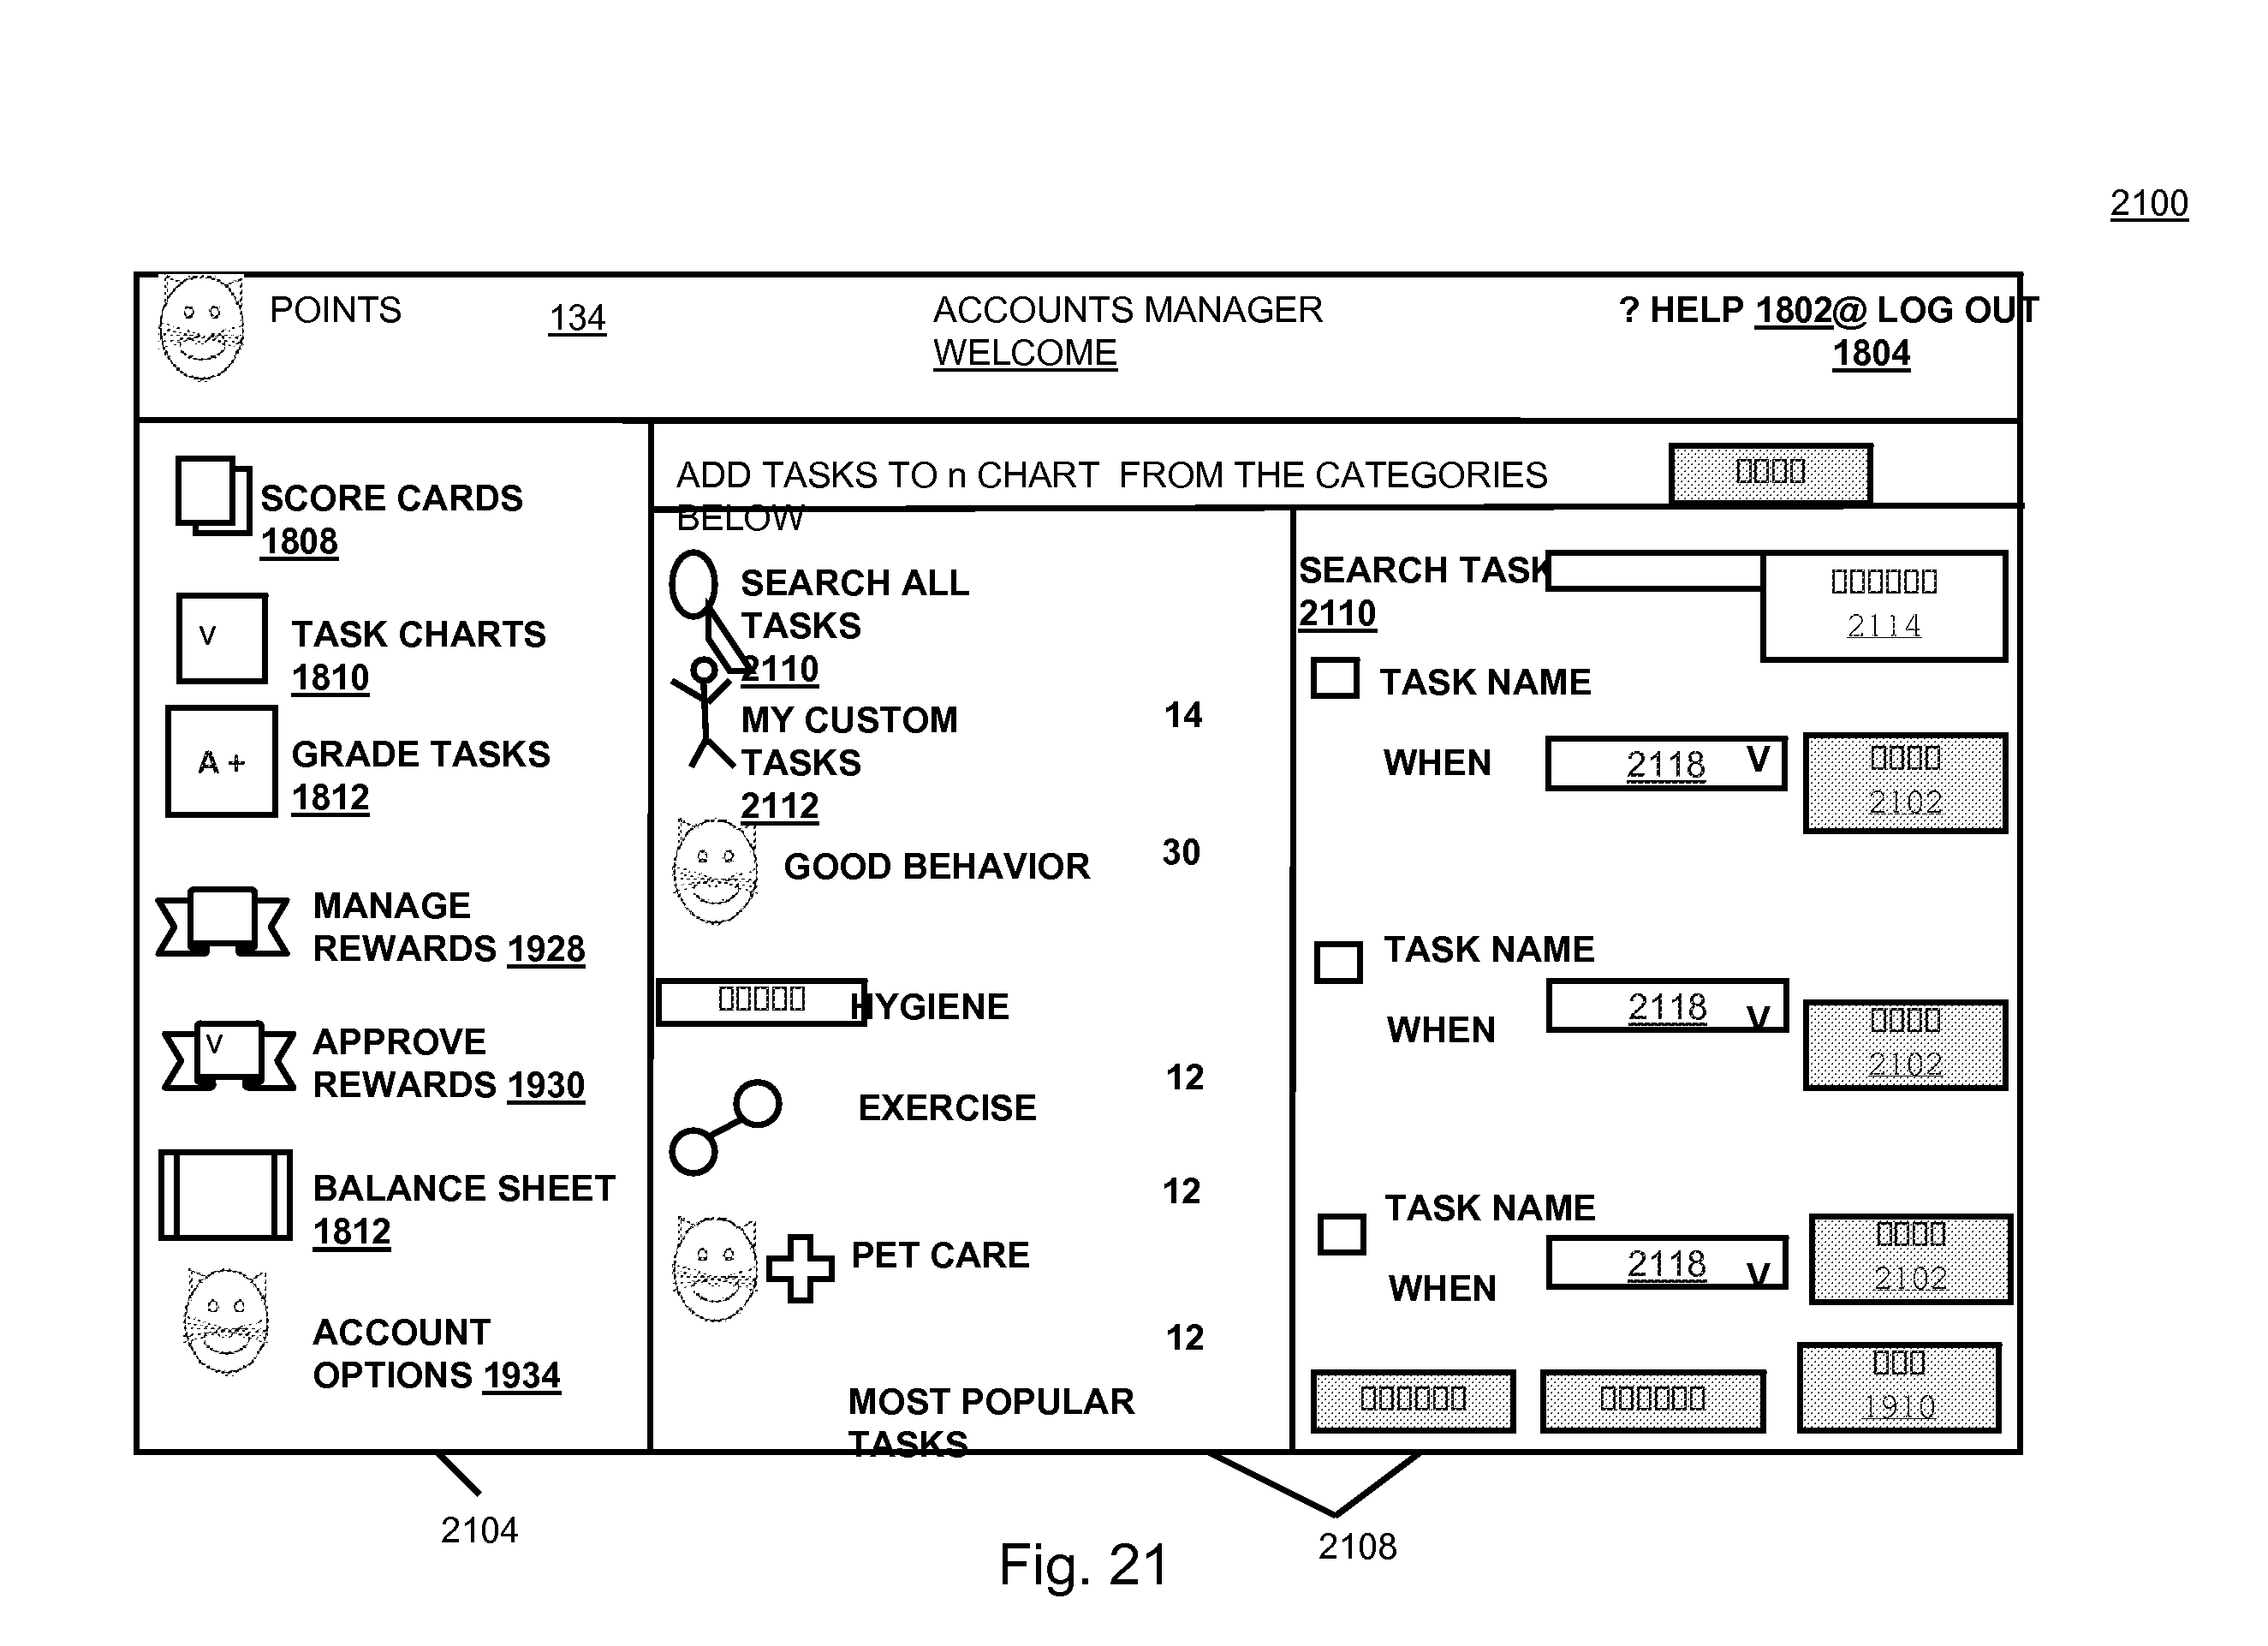 2100
POINTS
134
ACCOUNTS MANAGER
WELCOME
? HELP 1802@ LOG OUT
1804
SCORE CARDS
1808
V
TASK CHARTS
1810
A +
GRADE TASKS
1812
MANAGE
REWARDS 1928
V
APPROVE
REWARDS 1930
BALANCE SHEET
1812
ACCOUNT
OPTIONS 1934
ADD TASKS TO n CHART FROM THE CATEGORIES
BELOW
SEARCH ALL
TASKS
2110
MY CUSTOM
TASKS
2112
14
GOOD BEHAVIOR
30
HYGIENE
12
EXERCISE
12
PET CARE
12
MOST POPULAR
TASKS
SEARCH TASK
2110
2114
TASK NAME
WHEN
2118 V
2102
TASK NAME
WHEN
2118 V
2102
TASK NAME
WHEN
2118 V
2102
1910
2104
2108
Fig. 21